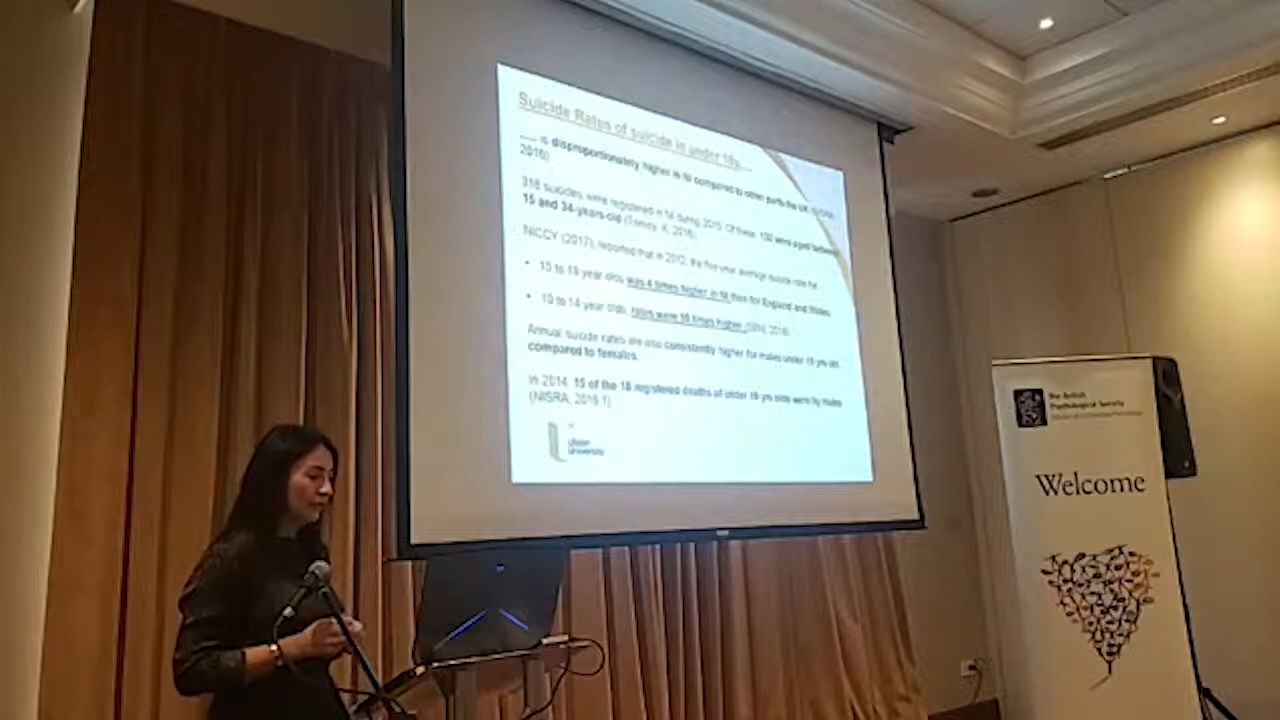 Suicide Rates of suicide in under 18s....
.... is disproportionately higher in NI compared to other parts the UK
2016)
318 suicides were registered in NI during 2015. Of these, 132 were aged between
15 and 34-years-old (Torney, K, 2016).
NICCY (2017), reported that in 2012, the five year average suicide rate for
• 15 to 19 year olds, was 4 times higher in NI than for England and Wales
• 10 to 14 year olds, rates were 10 times higher
Annual suicide rates are also consistently higher for males under 18 yrs old
compared to females.
In 2014, 15 of the 18 registered deaths of under 18 yrs olds were by males
(NISRA, 2016
Ulster
University
The British
Psychological Society
Welcome